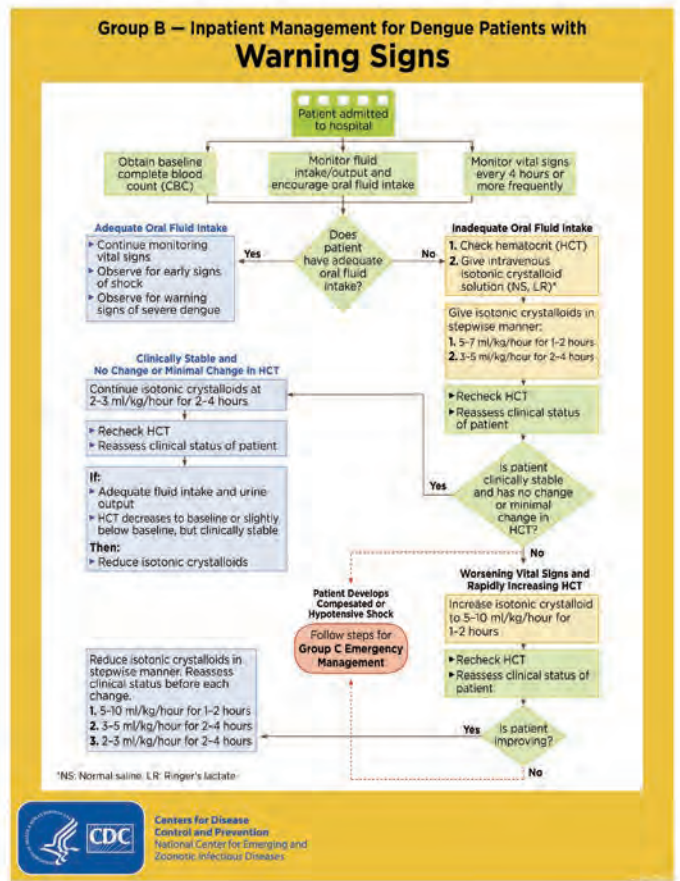 Group B — Inpatient Management for Dengue Patients with
Warning Signs
Patient admitted
to hospital
Obtain baseline
complete blood
count (CBC)
Monitor fluid
intake/output and
encourage oral fluid intake
Monitor vital signs
every 4 hours or
more frequently
Adequate Oral Fluid Intake
▸ Continue monitoring
vital signs
▸ Observe for early signs
of shock
▸ Observe for warning
signs of severe dengue
Yes
Does
patient
have adequate
oral fluid
intake?
No
Inadequate Oral Fluid Intake
1. Check hematocrit (HCT)
2. Give intravenous
isotonic crystalloid
solution (NS, LR)*
Give isotonic crystalloids in
stepwise manner:
1. 5-7 ml/kg/hour for 1-2 hours
2. 3-5 ml/kg/hour for 2-4 hours
▸ Recheck HCT
▸ Reassess clinical status
of patient
Is patient
clinically stable
and has no change
or minimal
change in
HCT?
Yes
Clinically Stable and
No Change or Minimal Change in HCT
Continue isotonic crystalloids at
2-3 ml/kg/hour for 2-4 hours
▸ Recheck HCT
▸ Reassess clinical status of patient
If:
▸ Adequate fluid intake and urine
output
▸ HCT decreases to baseline or slightly
below baseline, but clinically stable
Then:
▸ Reduce isotonic crystalloids
No
Worsening Vital Signs and
Rapidly Increasing HCT
Increase isotonic crystalloid
to 5-10 ml/kg/hour for
1-2 hours
▸ Recheck HCT
▸ Reassess clinical status of
patient
Is patient
improving?
Yes
No
Patient Develops
Compesated or
Hypotensive Shock
Follow steps for
Group C Emergency
Management
Reduce isotonic crystalloids in
stepwise manner. Reassess
clinical status before each
change.
1. 5-10 ml/kg/hour for 1-2 hours
2. 3-5 ml/kg/hour for 2-4 hours
3. 2-3 ml/kg/hour for 2-4 hours
*NS: Normal saline, LR: Ringer's lactate
CDC
Centers for Disease
Control and Prevention
National Center for Emerging and
Zoonotic Infectious Diseases